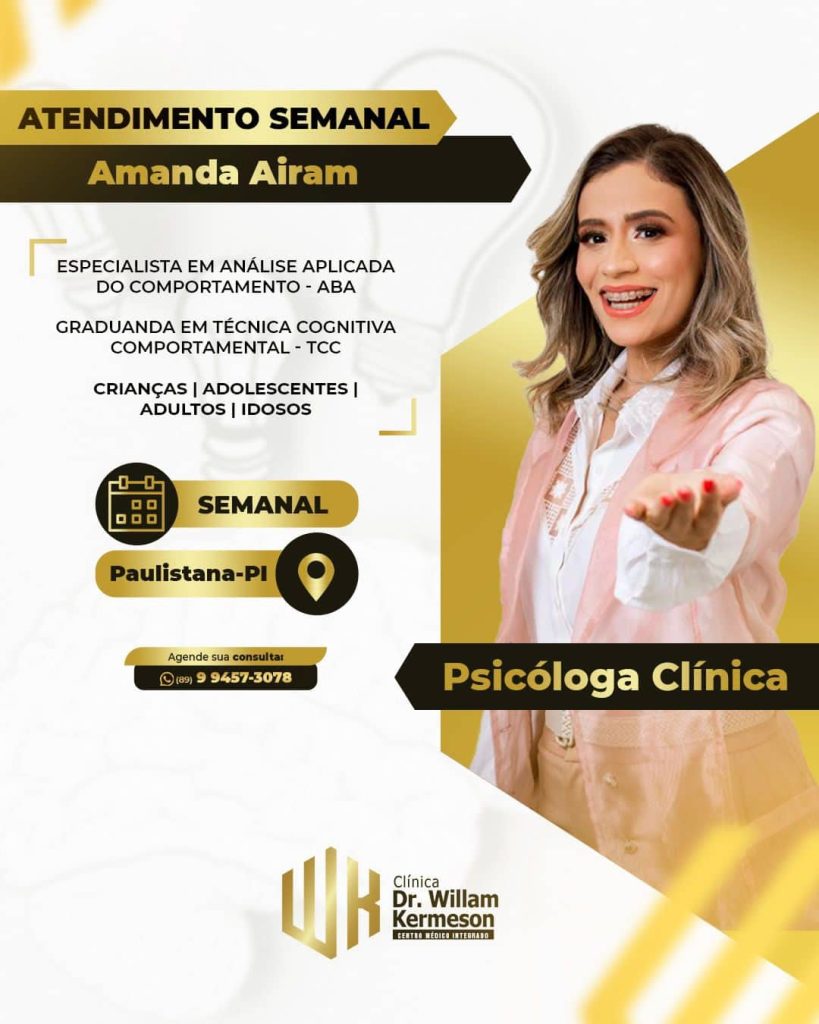 ATENDIMENTO SEMANAL
Amanda Airam
ESPECIALISTA EM ANÁLISE APLICADA
DO COMPORTAMENTO - ABA
GRADUANDA EM TÉCNICA COGNITIVA
COMPORTAMENTAL - TCC
CRIANÇAS | ADOLESCENTES |
ADULTOS | IDOSOS
SEMANAL
Paulistana-PI
Agende sua consulta:
(89) 9 9457-3078
Psicóloga Clínica
WK
Clínica
Dr. Willam
Kermeson
CENTRO MÉDICO INTEGRADO